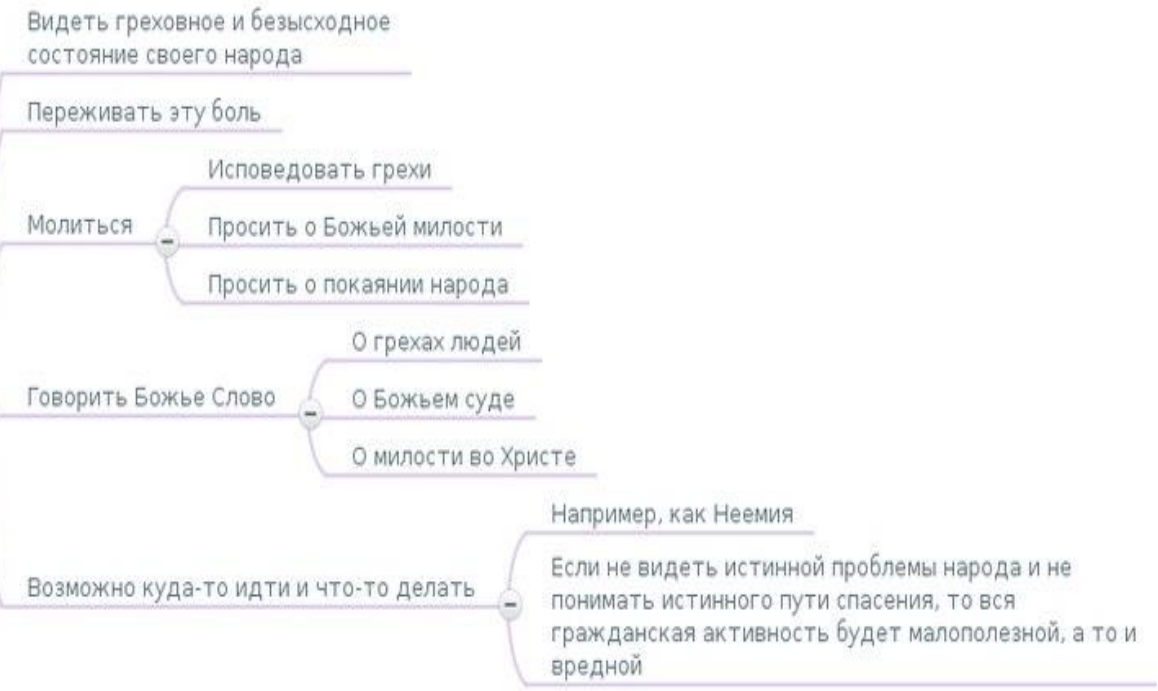 Видеть греховное и безысходное
состояние своего народа
Переживать эту боль
Молиться
Исповедовать грехи
Просить о Божьей милости
Просить о покаянии народа
Говорить Божье Слово
О грехах людей
О Божьем суде
О милости во Христе
Возможно куда-то идти и что-то делать
Например, как Неемия
Если не видеть истинной проблемы народа и не
понимать истинного пути спасения, то вся
гражданская активность будет малополезной, а то и
вредной